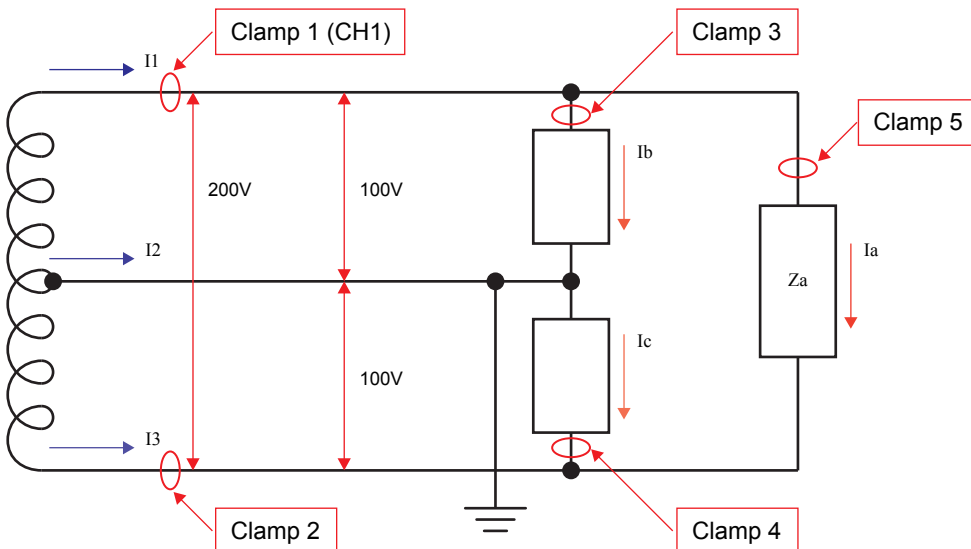 Clamp 1 (CH1)
Clamp 3
I1
Clamp 5
200V
100V
Ib
I2
Ia
Za
Ic
100V
I3
Clamp 2
Clamp 4